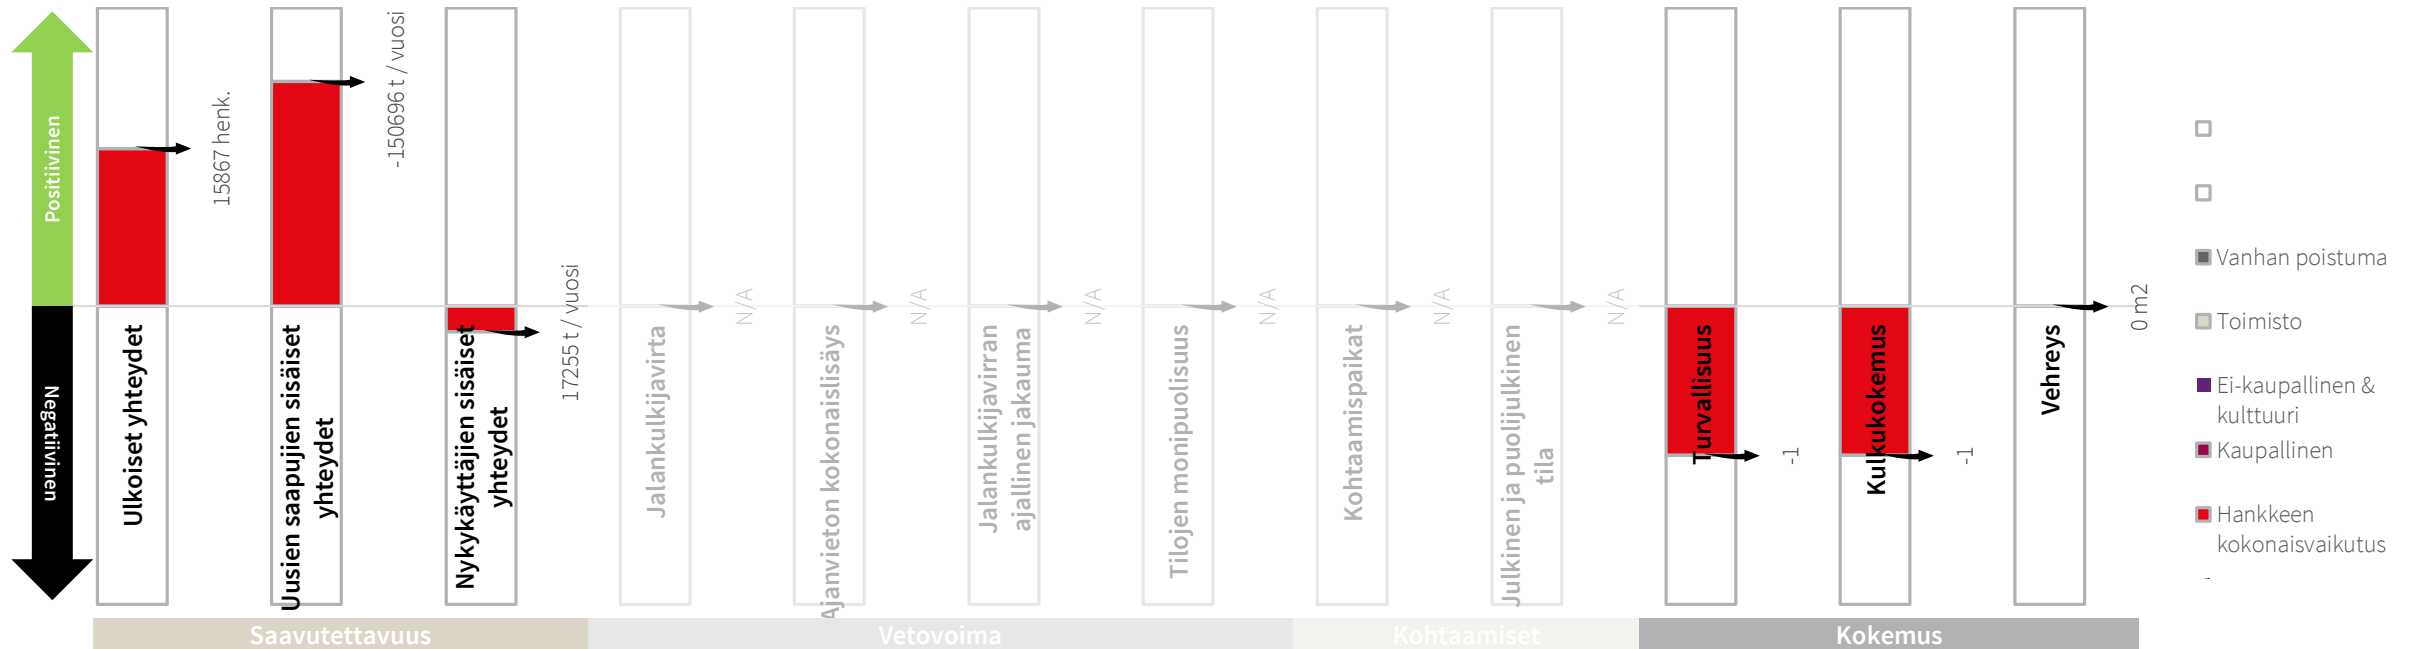 Positiivinen
Negatiivinen
15867 henk.
-150696 t / vuosi
17255 t / vuosi
N/A
N/A
N/A
N/A
N/A
N/A
-1
-1
0 m2
Ulkoiset yhteydet
Uusien saapujien sisäiset
yhteydet
Nykykäyttäjien sisäiset
yhteydet
Jalankulkijavirta
Ajanvieton kokonaislisäys
Jalankulkijavirran
ajallinen jakauma
Tilojen monipuolisuus
Kohtaamispaikat
Julkinen ja puolijulkinen
tila
Turvallisuus
Kulkukokemus
Vehreys
Saavutettavuus
Vetovoima
Kohtaamiset
Kokemus
Vanhan poistuma
Toimisto
Ei-kaupallinen &
kulttuuri
Kaupallinen
Hankkeen
kokonaisvaikutus